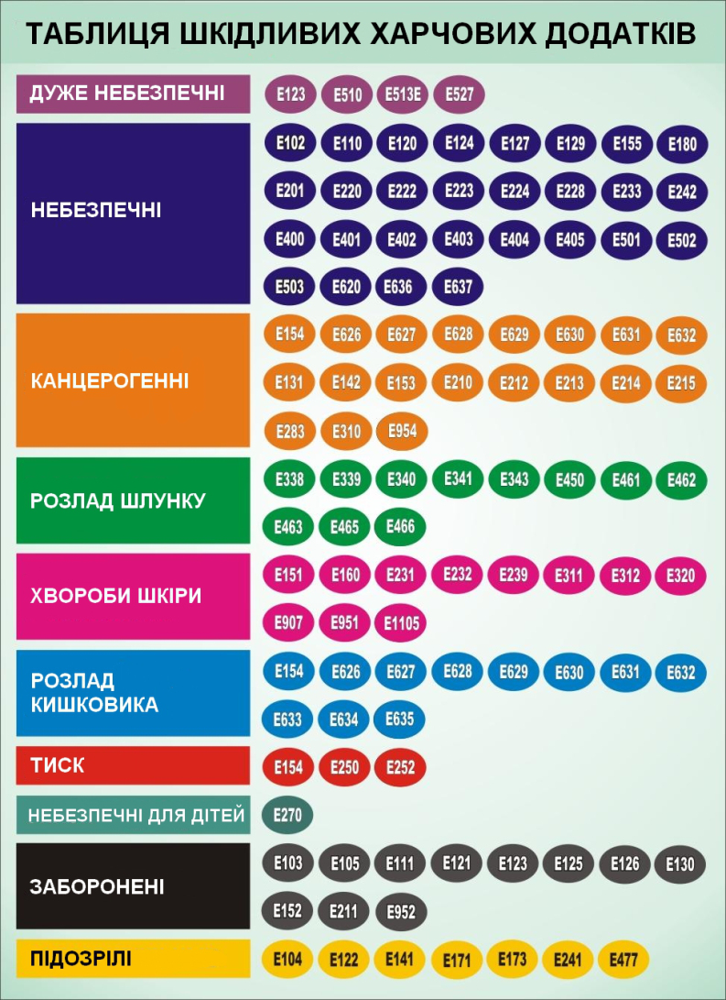 ТАБЛИЦЯ ШКІДЛИВИХ ХАРЧОВИХ ДОДАТКІВ
ДУЖЕ НЕБЕЗПЕЧНІ
E123 E510 E513E E527
НЕБЕЗПЕЧНІ
E102 E110 E120 E124 E127 E129 E155 E180
E201 E220 E222 E223 E224 E228 E233 E242
E400 E401 E402 E403 E404 E405 E501 E502
E503 E620 E636 E637
КАНЦЕРОГЕННІ
E154 E626 E627 E628 E629 E630 E631 E632
E131 E142 E153 E210 E212 E213 E214 E215
E283 E310 E954
РОЗЛАД ШЛУНКУ
E338 E339 E340 E341 E343 E450 E461 E462
E463 E465 E466
ХВОРОБИ ШКІРИ
E151 E160 E231 E232 E239 E311 E312 E320
E907 E951 E1105
РОЗЛАД
КИШКОВИКА
E154 E626 E627 E628 E629 E630 E631 E632
E633 E634 E635
ТИСК
E154 E250 E252
НЕБЕЗПЕЧНІ ДЛЯ ДІТЕЙ
E270
ЗАБОРОНЕНІ
E103 E105 E111 E121 E123 E125 E126 E130
E152 E211 E952
ПІДОЗРІЛІ
E104 E122 E141 E171 E173 E241 E477